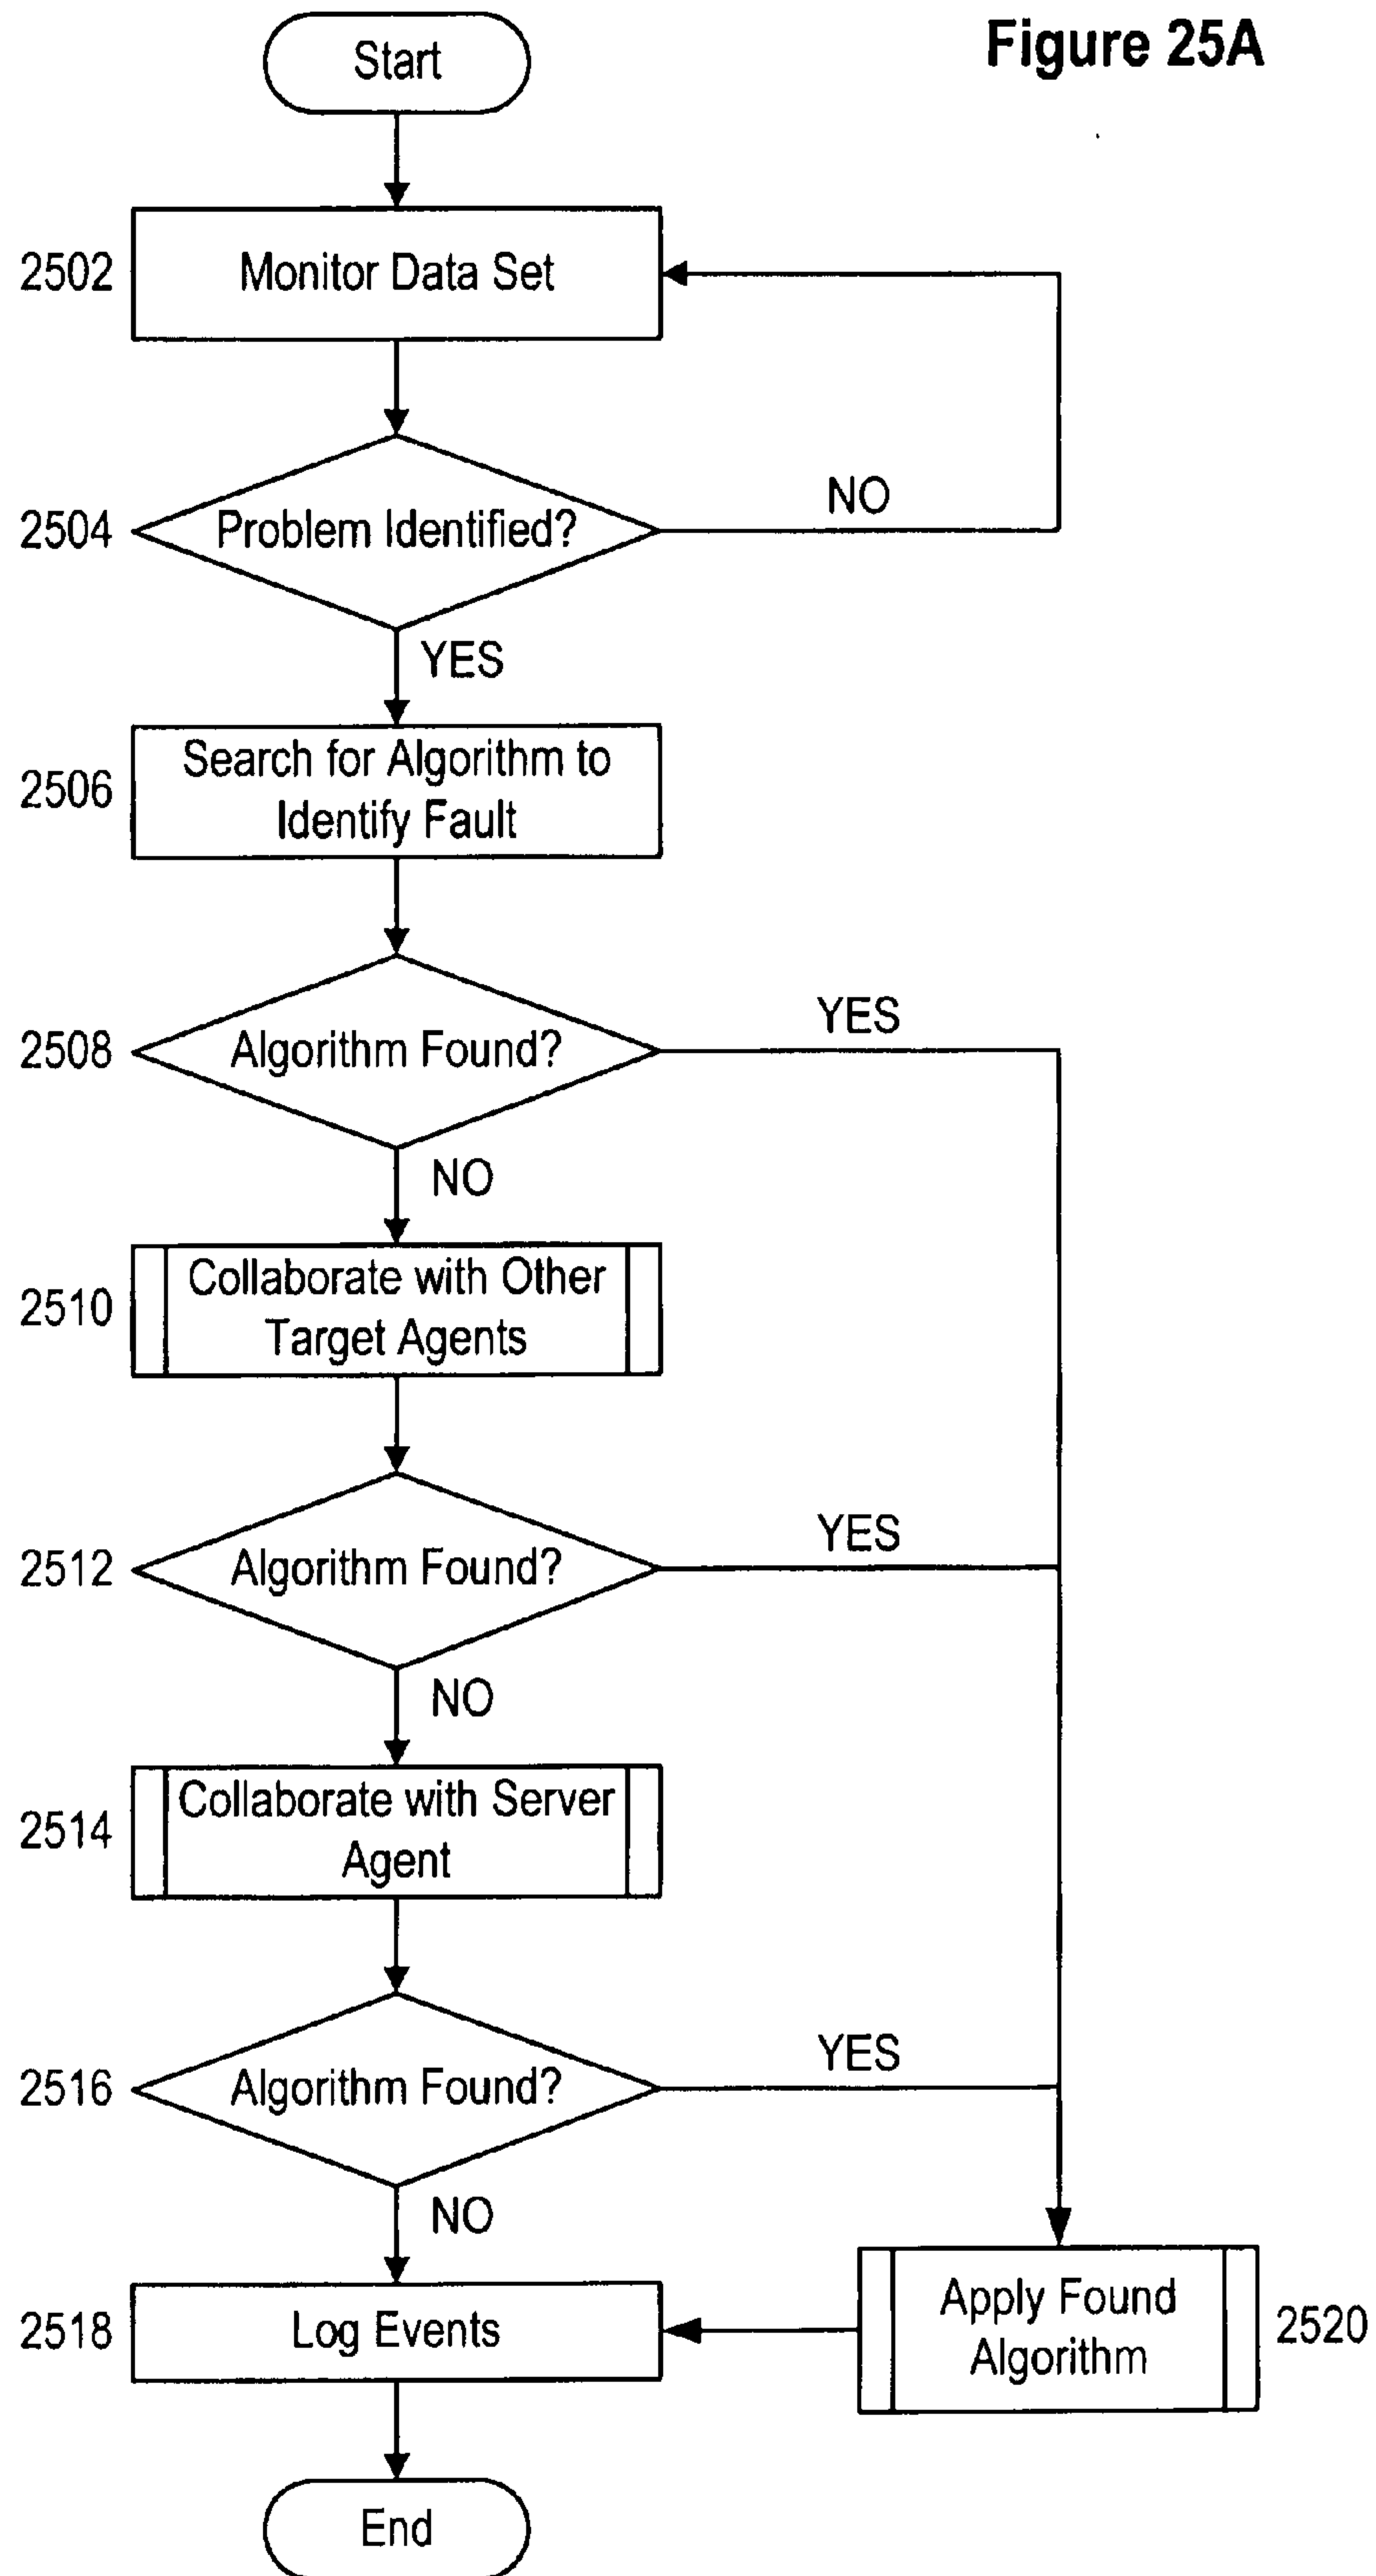 Figure 25A
Start
2502
Monitor Data Set
2504
Problem Identified?
NO
YES
2506
Search for Algorithm to
Identify Fault
2508
Algorithm Found?
YES
NO
2510
Collaborate with Other
Target Agents
2512
Algorithm Found?
YES
NO
2514
Collaborate with Server
Agent
2516
Algorithm Found?
YES
NO
2518
Log Events
Apply Found
Algorithm
2520
End